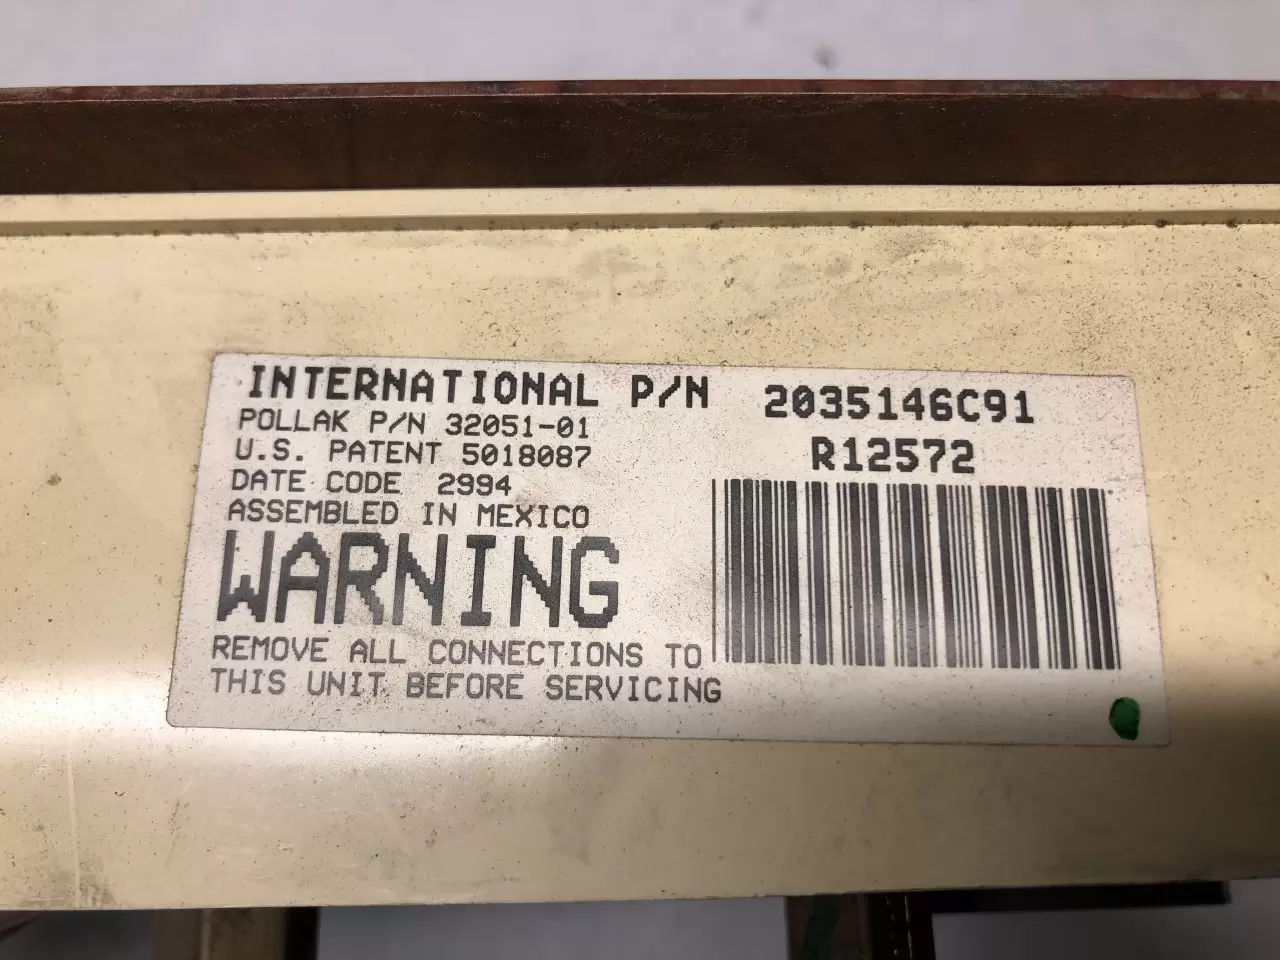 INTERNATIONAL P/N 2035146C91
POLLAK P/N 32051-01
R12572
U.S. PATENT 5018087
DATE CODE 2994
ASSEMBLED IN MEXICO
WARNING
REMOVE ALL CONNECTIONS TO
THIS UNIT BEFORE SERVICING